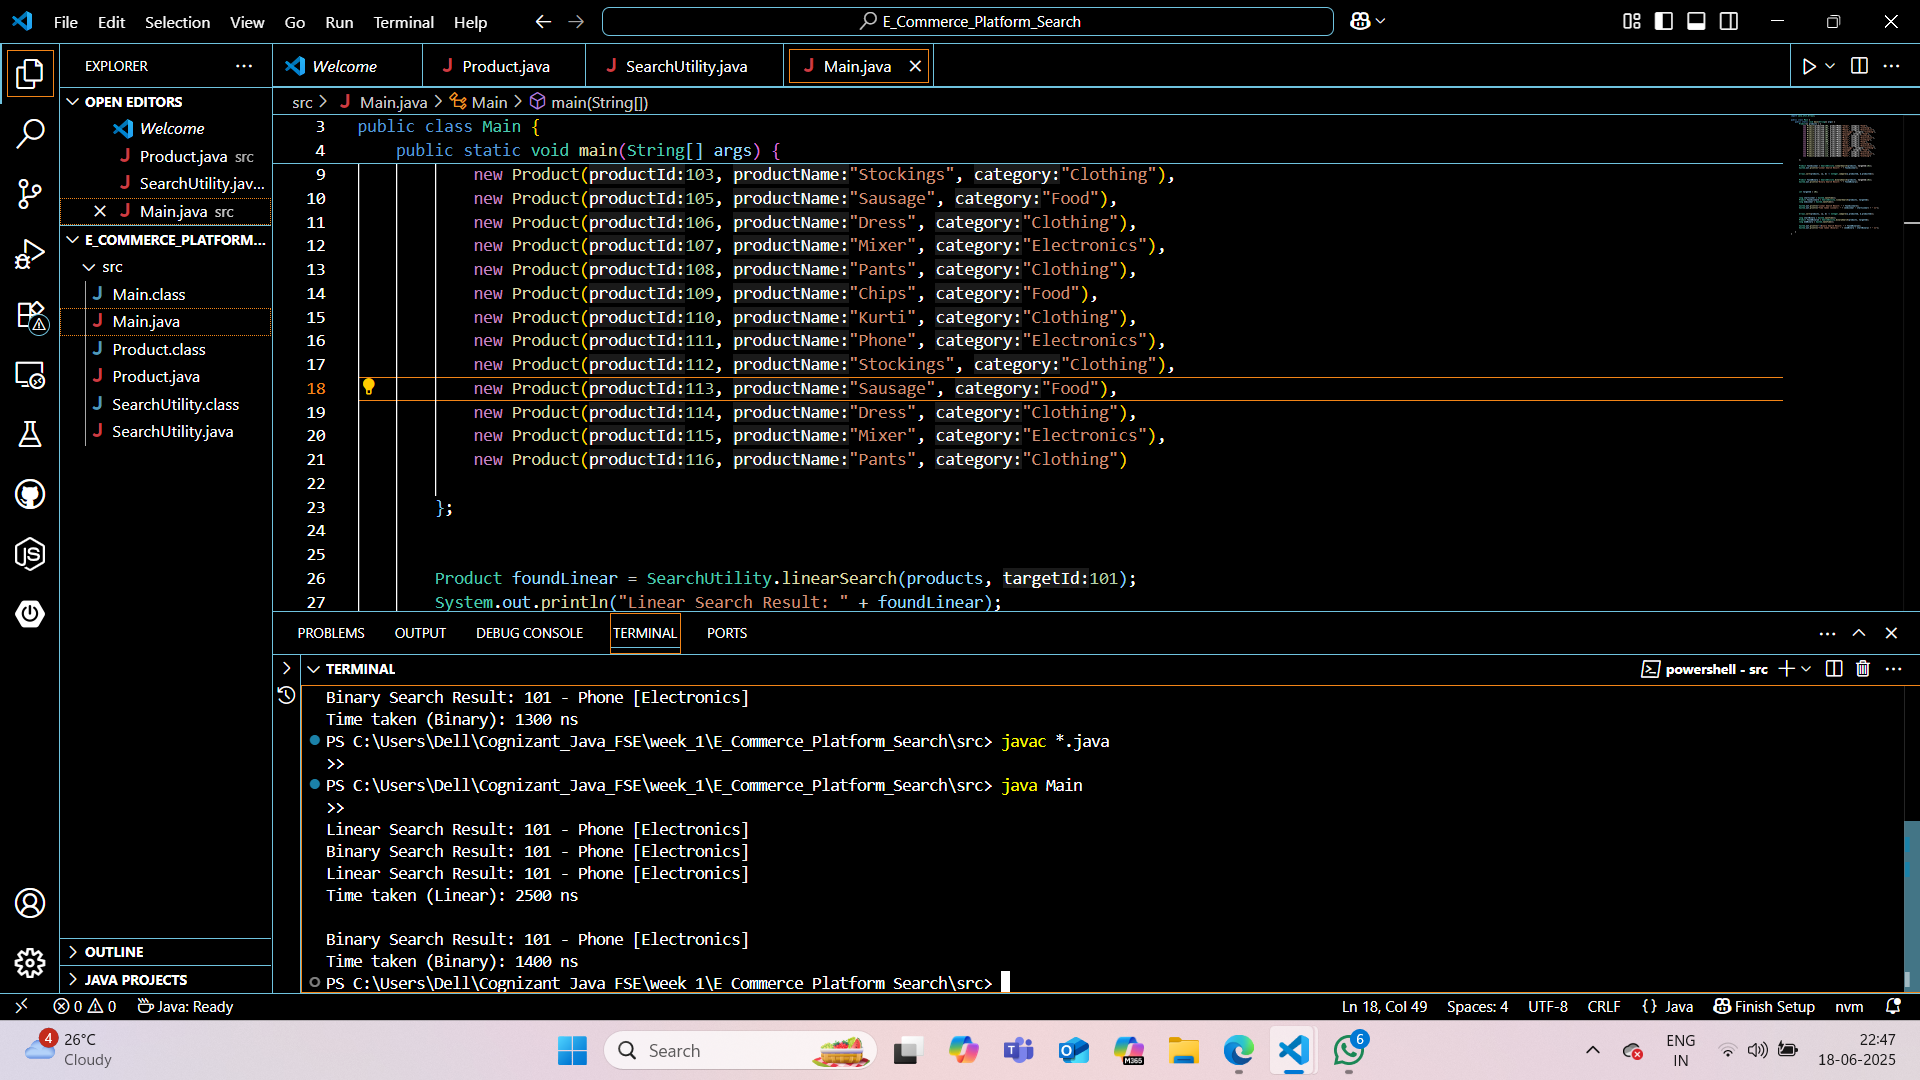 File Edit Selection View Go Run Terminal Help
E_Commerce_Platform_Search
EXPLORER
OPEN EDITORS
Welcome
Product.java src
SearchUtility.jav...
Main.java src
E_COMMERCE_PLATFORM...
src
Main.class
Main.java
Product.class
Product.java
SearchUtility.class
SearchUtility.java
OUTLINE
JAVA PROJECTS
Welcome Product.java SearchUtility.java Main.java
src > Main.java > Main > main(String[])
3 public class Main {
4 public static void main(String[] args) {
9 new Product(productId:103, productName:"Stockings", category:"Clothing"),
10 new Product(productId:105, productName:"Sausage", category:"Food"),
11 new Product(productId:106, productName:"Dress", category:"Clothing"),
12 new Product(productId:107, productName:"Mixer", category:"Electronics"),
13 new Product(productId:108, productName:"Pants", category:"Clothing"),
14 new Product(productId:109, productName:"Chips", category:"Food"),
15 new Product(productId:110, productName:"Kurti", category:"Clothing"),
16 new Product(productId:111, productName:"Phone", category:"Electronics"),
17 new Product(productId:112, productName:"Stockings", category:"Clothing"),
18 new Product(productId:113, productName:"Sausage", category:"Food"),
19 new Product(productId:114, productName:"Dress", category:"Clothing"),
20 new Product(productId:115, productName:"Mixer", category:"Electronics"),
21 new Product(productId:116, productName:"Pants", category:"Clothing")
22
23 };
24
25
26 Product foundLinear = SearchUtility.linearSearch(products, targetId:101);
27 System.out.println("Linear Search Result: " + foundLinear);
PROBLEMS OUTPUT DEBUG CONSOLE TERMINAL PORTS
TERMINAL
powershell - src
Binary Search Result: 101 - Phone [Electronics]
Time taken (Binary): 1300 ns
PS C:\Users\Dell\Cognizant_Java_FSE\week_1\E_Commerce_Platform_Search\src> javac *.java
>>
PS C:\Users\Dell\Cognizant_Java_FSE\week_1\E_Commerce_Platform_Search\src> java Main
>>
Linear Search Result: 101 - Phone [Electronics]
Binary Search Result: 101 - Phone [Electronics]
Linear Search Result: 101 - Phone [Electronics]
Time taken (Linear): 2500 ns
Binary Search Result: 101 - Phone [Electronics]
Time taken (Binary): 1400 ns
PS C:\Users\Dell\Cognizant_Java_FSE\week_1\E_Commerce_Platform_Search\src>
0 0 Java: Ready
Ln 18, Col 49 Spaces: 4 UTF-8 CRLF {} Java Finish Setup nvm
4
26°C
Cloudy
Search
M365
6
ENG
IN
22:47
18-06-2025